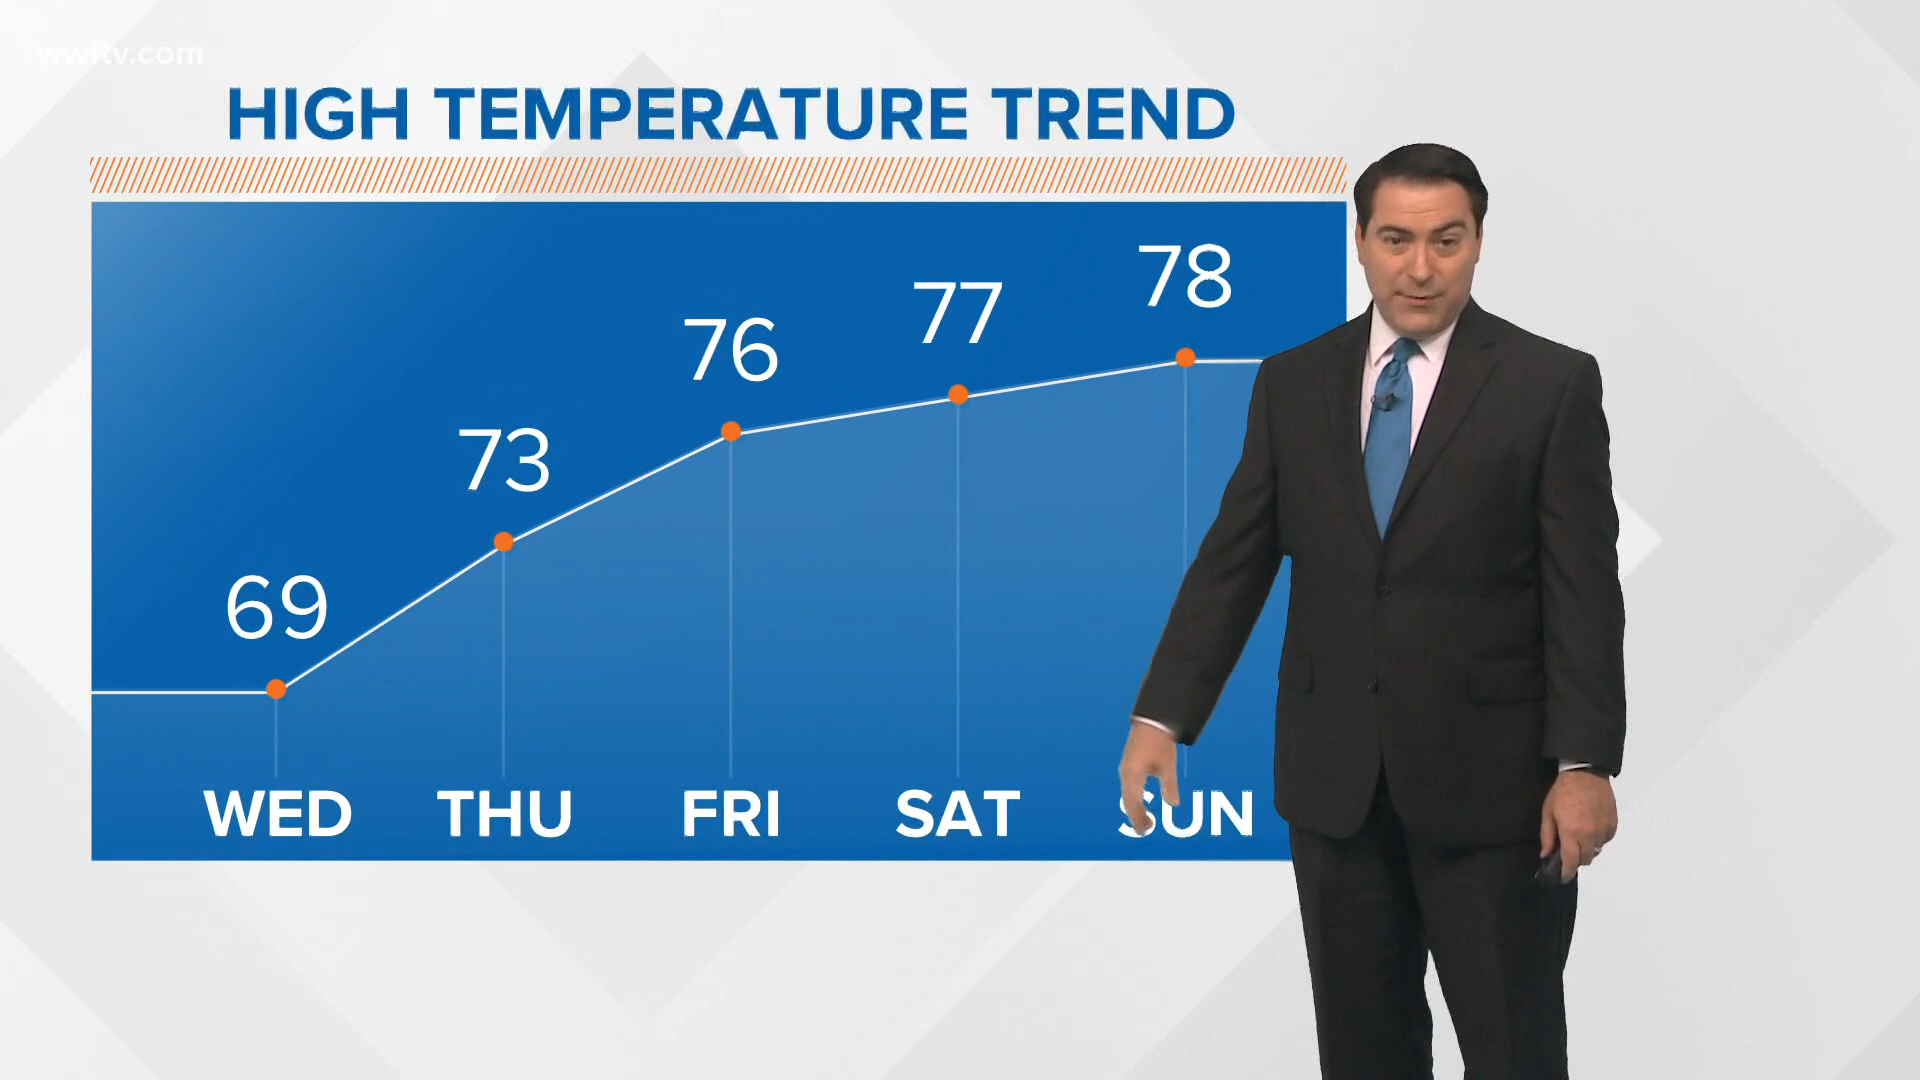 wwltv.com
HIGH TEMPERATURE TREND
69 73 76 77 78
WED THU FRI SAT SUN